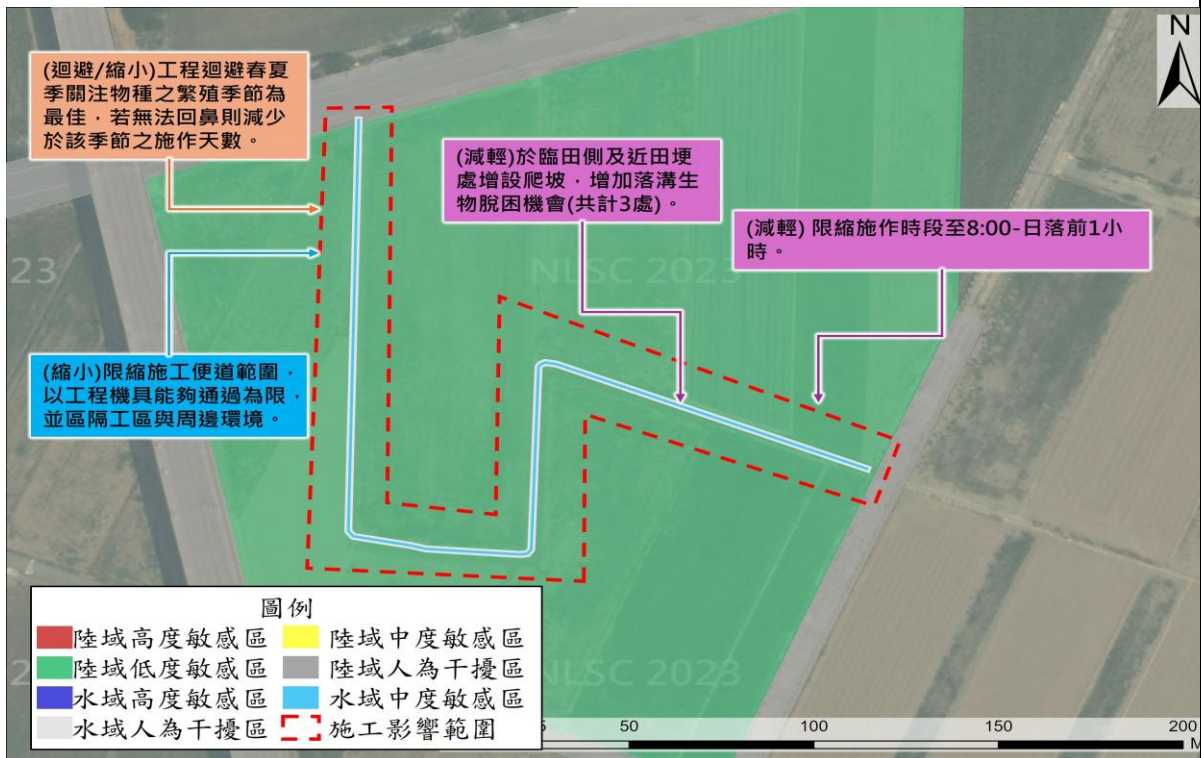 N
(迴避/縮小)工程迴避春夏
季關注物種之繁殖季節為
最佳，若無法回鼻則減少
於該季節之施作天數。
(減輕)於臨田側及近田埂
處增設爬坡，增加落溝生
物脫困機會(共計3處)。
(減輕) 限縮施作時段至8:00-日落前1小
時。
23
NLSC 2023
(縮小)限縮施工便道範圍，
以工程機具能夠通過為限，
並區隔工區與周邊環境。
圖例
陸域高度敏感區 陸域中度敏感區
陸域低度敏感區 陸域人為干擾區
水域高度敏感區 水域中度敏感區
水域人為干擾區 施工影響範圍
2
NLSC 2023
50 100 150 200
M